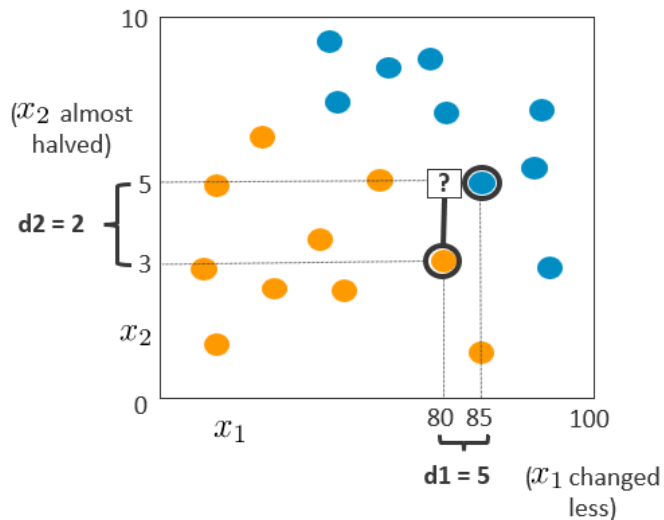 10
(x₂ almost
halved)
5
?
d2 = 2
3
x₂
0
80 85 100
x₁
d1 = 5
(x₁ changed
less)